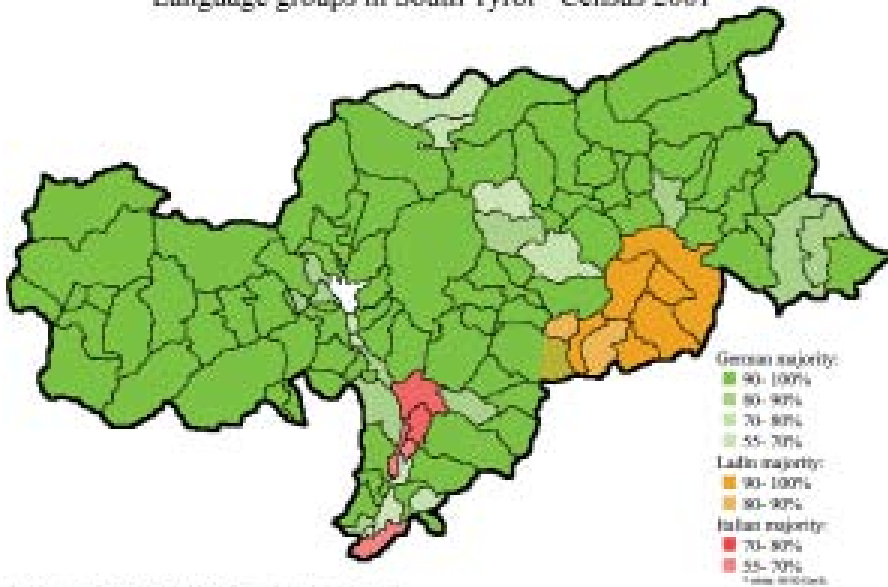 Language groups in South Tyrol - Census 2001
German majority:
90- 100%
80- 90%
70- 80%
55- 70%
Ladin majority:
90- 100%
80- 90%
Italian majority:
70- 80%
55- 70%